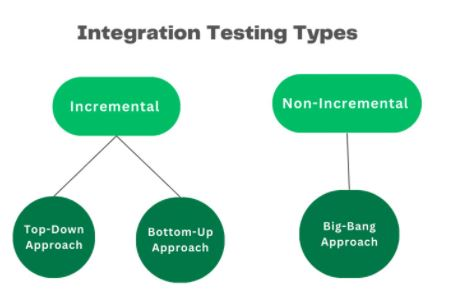 Integration Testing Types
Incremental
Non-Incremental
Top-Down
Approach
Bottom-Up
Approach
Big-Bang
Approach